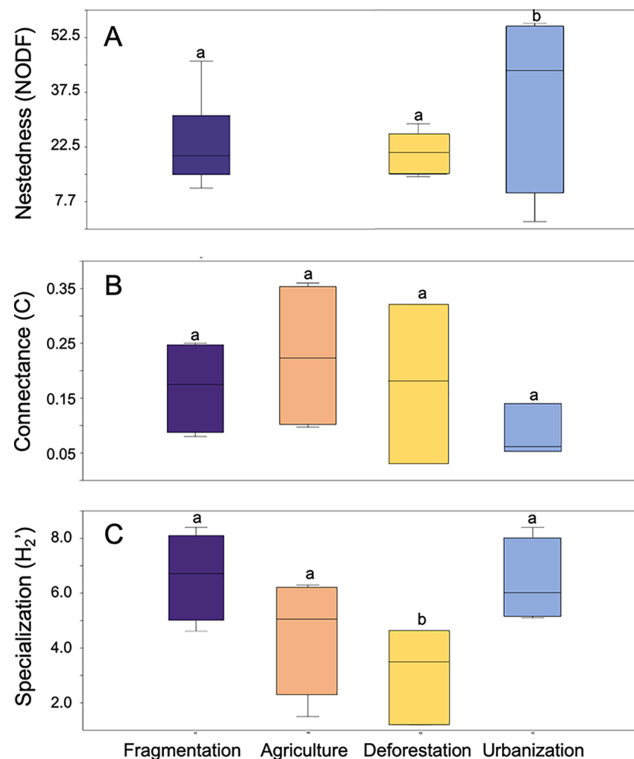 A
Nestedness (NODF)
52.5
37.5
22.5
7.7
a
a
b
B
Connectance (C)
0.35
0.25
0.15
0.05
a
a
a
a
C
Specialization (H₂')
8.0
6.0
4.0
2.0
a
a
b
a
Fragmentation Agriculture Deforestation Urbanization